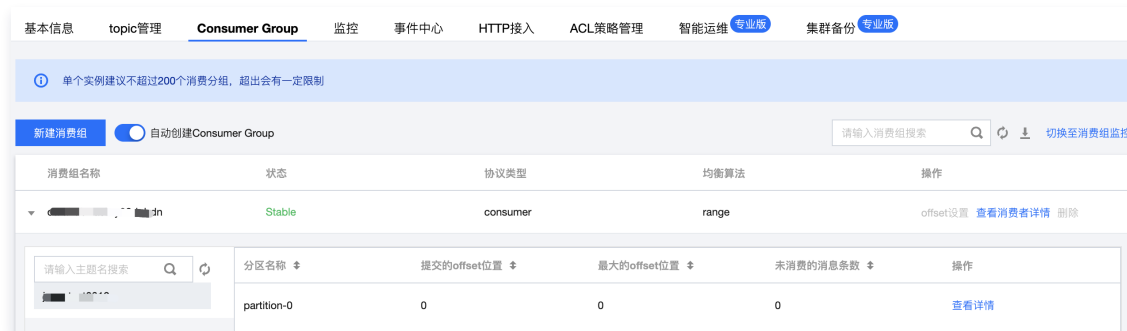 基本信息 topic管理 Consumer Group 监控 事件中心 HTTP接入 ACL策略管理 智能运维 专业版 集群备份 专业版
单个实例建议不超过200个消费分组，超出会有一定限制
新建消费组 自动创建Consumer Group 请输入消费组搜索 切换至消费组监控
消费组名称 状态 协议类型 均衡算法 操作
Stable consumer range offset设置 查看消费者详情 删除
请输入主题名搜索 分区名称 提交的offset位置 最大的offset位置 未消费的消息条数 操作
partition-0 0 0 0 查看详情